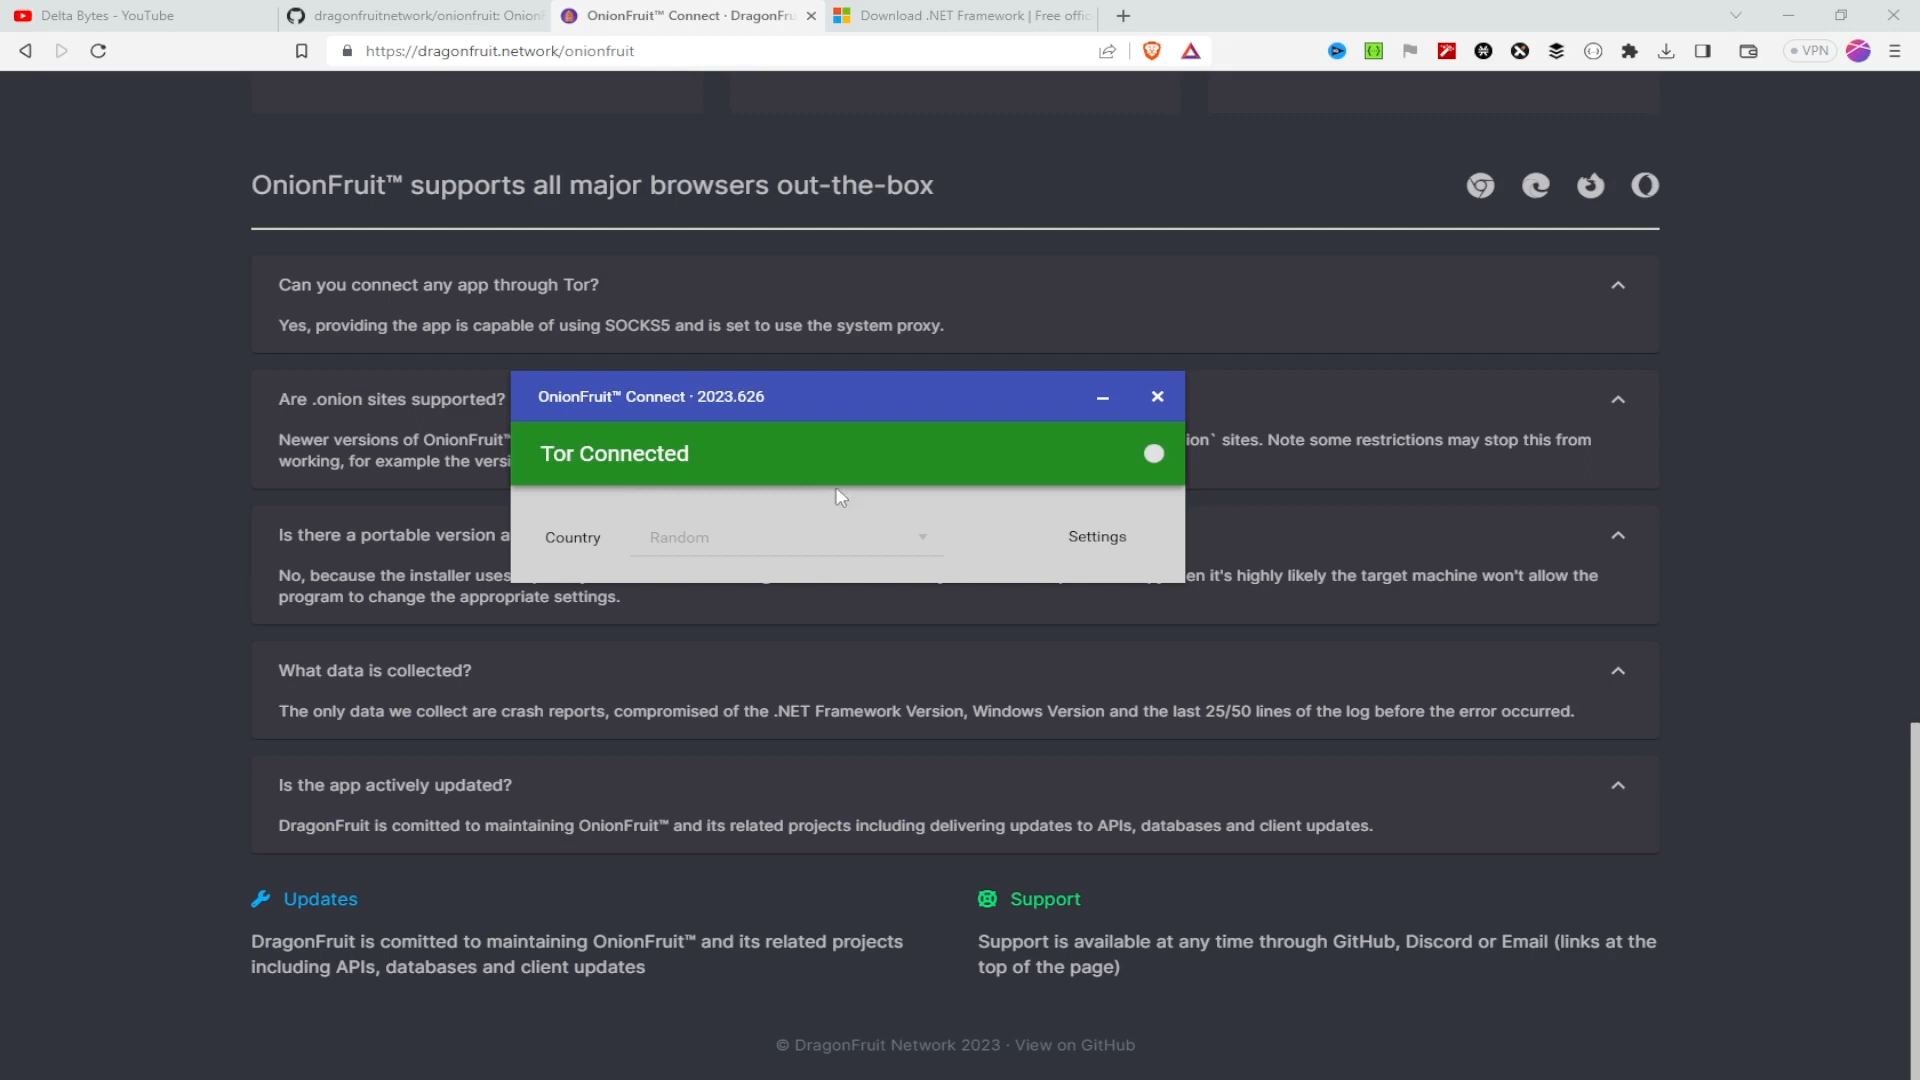 Delta Bytes - YouTube
dragonfruitnetwork/onionfruit: Onionf
OnionFruit™ Connect · DragonFru
Download .NET Framework | Free offic
https://dragonfruit.network/onionfruit
VPN
OnionFruit™ supports all major browsers out-the-box
Can you connect any app through Tor?
Yes, providing the app is capable of using SOCKS5 and is set to use the system proxy.
Are .onion sites supported?
Newer versions of OnionFruit™
ion` sites. Note some restrictions may stop this from
working, for example the versi
OnionFruit™ Connect · 2023.626
Tor Connected
Country
Random
Settings
Is there a portable version a
No, because the installer uses
en it's highly likely the target machine won't allow the
program to change the appropriate settings.
What data is collected?
The only data we collect are crash reports, compromised of the .NET Framework Version, Windows Version and the last 25/50 lines of the log before the error occurred.
Is the app actively updated?
DragonFruit is comitted to maintaining OnionFruit™ and its related projects including delivering updates to APIs, databases and client updates.
Updates
DragonFruit is comitted to maintaining OnionFruit™ and its related projects
including APIs, databases and client updates
Support
Support is available at any time through GitHub, Discord or Email (links at the
top of the page)
© DragonFruit Network 2023 · View on GitHub